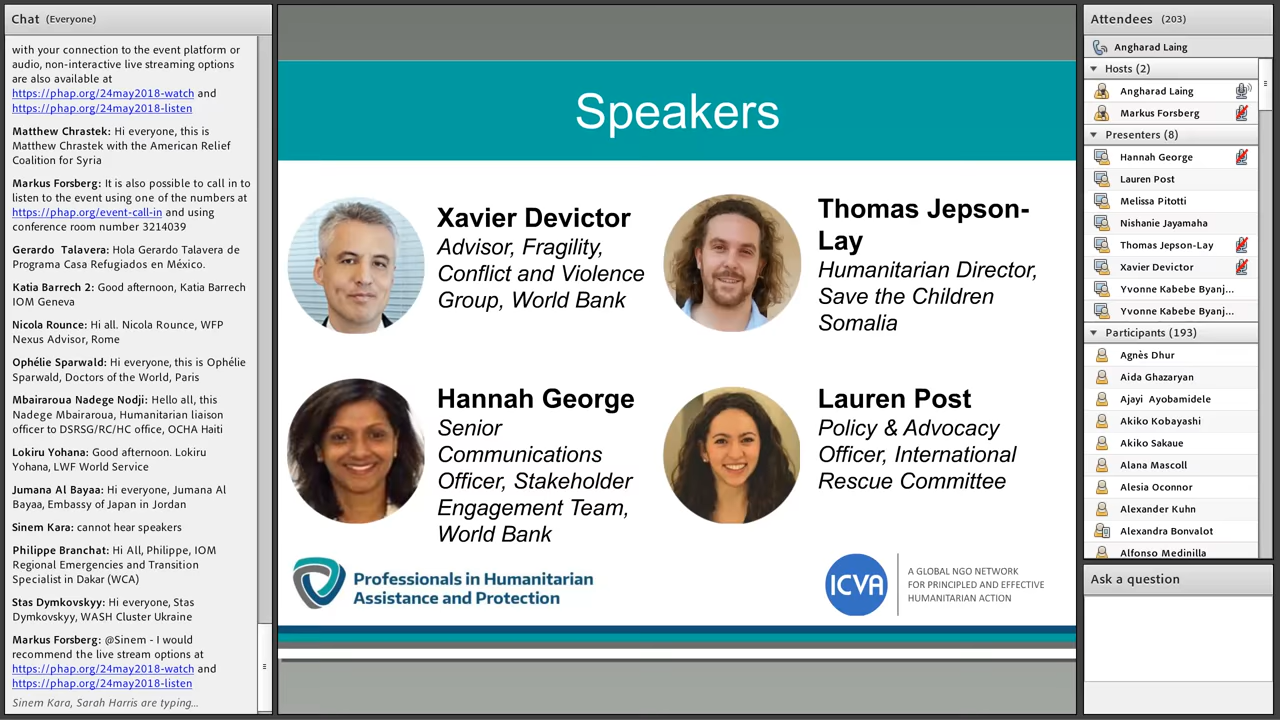 Chat (Everyone)
with your connection to the event platform or
audio, non-interactive live streaming options
are also available at
https://phap.org/24may2018-watch and
https://phap.org/24may2018-listen
Matthew Chrastek: Hi everyone, this is
Matthew Chrastek with the American Relief
Coalition for Syria
Markus Forsberg: It is also possible to call in to
listen to the event using one of the numbers at
https://phap.org/event-call-in and using
conference room number 3214039
Gerardo Talavera: Hola Gerardo Talavera de
Programa Casa Refugiados en México.
Katia Barrech 2: Good afternoon, Katia Barrech
IOM Geneva
Nicola Rounce: Hi all. Nicola Rounce, WFP
Nexus Advisor, Rome
Ophélie Sparwald: Hi everyone, this is Ophélie
Sparwald, Doctors of the World, Paris
Mbairaroua Nadege Nodji: Hello all, this
Nadege Mbairaroua, Humanitarian liaison
officer to DSRSG/RC/HC office, OCHA Haiti
Lokiru Yohana: Good afternoon. Lokiru
Yohana, LWF World Service
Jumana Al Bayaa: Hi everyone, Jumana Al
Bayaa, Embassy of Japan in Jordan
Sinem Kara: cannot hear speakers
Philippe Branchat: Hi All, Philippe, IOM
Regional Emergencies and Transition
Specialist in Dakar (WCA)
Stas Dymkovskyy: Hi everyone, Stas
Dymkovskyy, WASH Cluster Ukraine
Markus Forsberg: @Sinem - I would
recommend the live stream options at
https://phap.org/24may2018-watch and
https://phap.org/24may2018-listen
Sinem Kara, Sarah Harris are typing...
Speakers
Xavier Devictor
Advisor, Fragility,
Conflict and Violence
Group, World Bank
Thomas Jepson-
Lay
Humanitarian Director,
Save the Children
Somalia
Hannah George
Senior
Communications
Officer, Stakeholder
Engagement Team,
World Bank
Lauren Post
Policy & Advocacy
Officer, International
Rescue Committee
Professionals in Humanitarian
Assistance and Protection
ICVA
A GLOBAL NGO NETWORK
FOR PRINCIPLED AND EFFECTIVE
HUMANITARIAN ACTION
Attendees (203)
Angharad Laing
Hosts (2)
Angharad Laing
Markus Forsberg
Presenters (8)
Hannah George
Lauren Post
Melissa Pitotti
Nishanie Jayamaha
Thomas Jepson-Lay
Xavier Devictor
Yvonne Kabebe Byanj...
Yvonne Kabebe Byanj...
Participants (193)
Agnès Dhur
Aida Ghazaryan
Ajayi Ayobamidele
Akiko Kobayashi
Akiko Sakaue
Alana Mascoll
Alesia Oconnor
Alexander Kuhn
Alexandra Bonvalot
Alfonso Medinilla
Ask a question